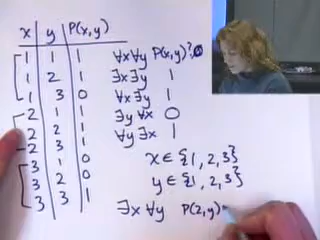 x y P(x,y)
1 1 1 ∀x∀y P(x,y)? 0
1 2 1 ∃x∃y 1
1 3 0 ∀x∃y 1
2 1 1 ∃y∀x 0
2 2 1 ∀y∃x 1
2 3 1
3 1 0 x ∈ {1, 2, 3}
3 2 0 y ∈ {1, 2, 3}
3 3 1
∃x ∀y P(2,y)